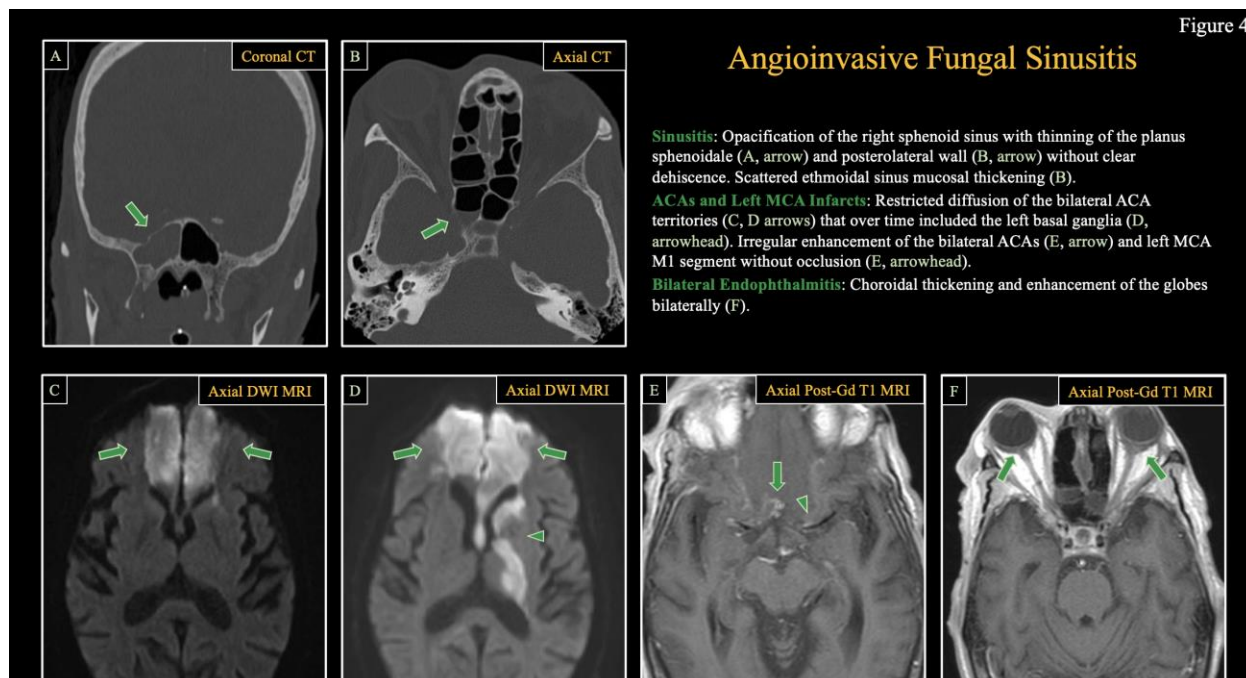 Figure 4
A
Coronal CT
B
Axial CT
Angioinvasive Fungal Sinusitis
Sinusitis: Opacification of the right sphenoid sinus with thinning of the planus
sphenoidale (A, arrow) and posterolateral wall (B, arrow) without clear
dehiscence. Scattered ethmoidal sinus mucosal thickening (B).
ACAs and Left MCA Infarcts: Restricted diffusion of the bilateral ACA
territories (C, D arrows) that over time included the left basal ganglia (D,
arrowhead). Irregular enhancement of the bilateral ACAs (E, arrow) and left MCA
M1 segment without occlusion (E, arrowhead).
Bilateral Endophthalmitis: Choroidal thickening and enhancement of the globes
bilaterally (F).
C
Axial DWI MRI
D
Axial DWI MRI
E
Axial Post-Gd T1 MRI
F
Axial Post-Gd T1 MRI